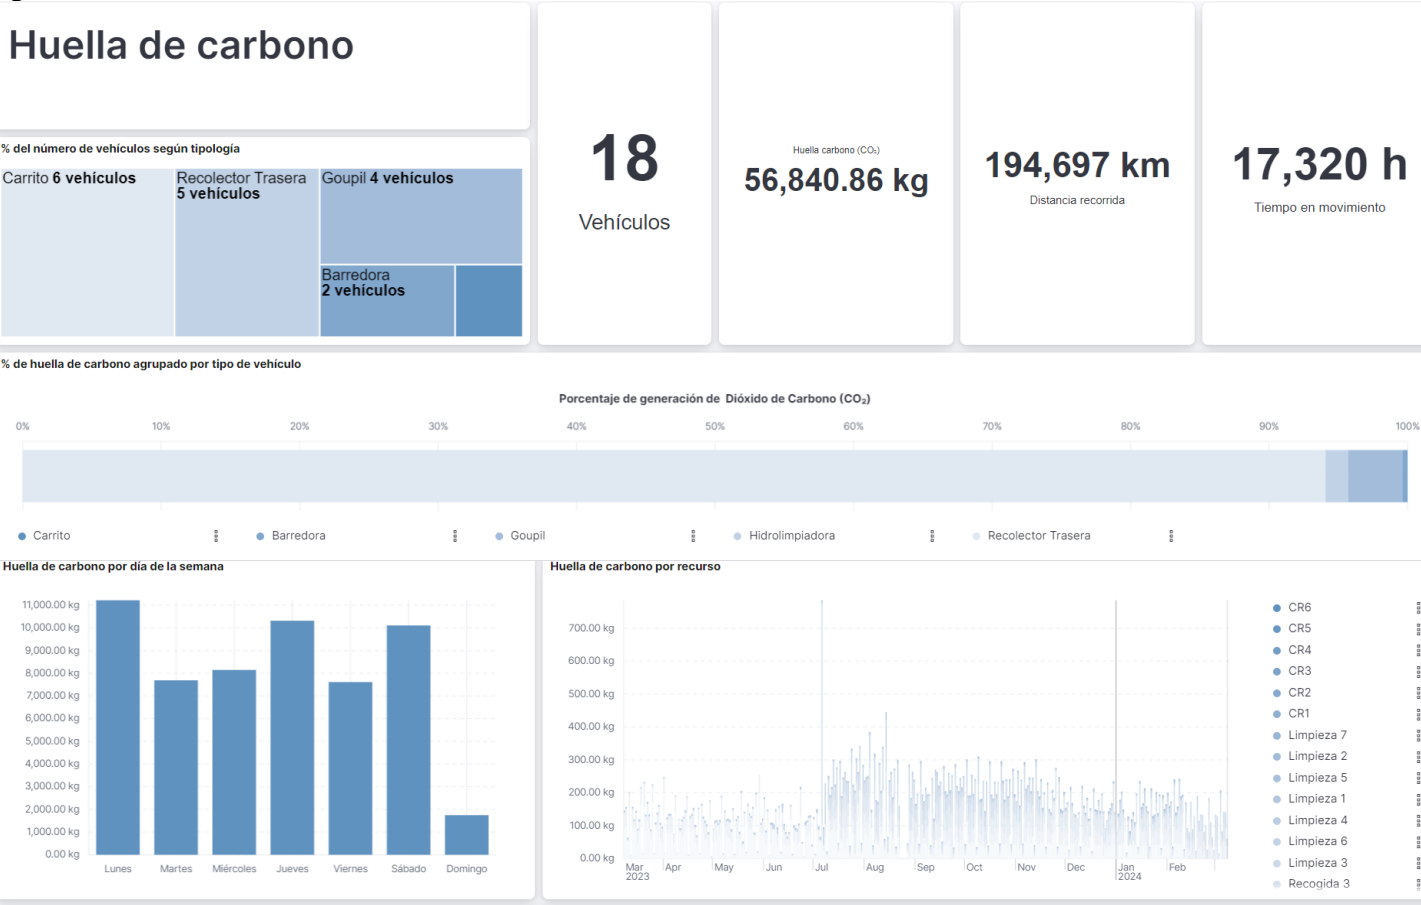 Huella de carbono
% del número de vehículos según tipología
Carrito 6 vehículos
Recolector Trasera
5 vehículos
Goupil 4 vehículos
Barredora
2 vehículos
18
Vehículos
Huella carbono (CO₂)
56,840.86 kg
194,697 km
Distancia recorrida
17,320 h
Tiempo en movimiento
% de huella de carbono agrupado por tipo de vehículo
Porcentaje de generación de Dióxido de Carbono (CO₂)
0% 10% 20% 30% 40% 50% 60% 70% 80% 90% 100%
Carrito Barredora Goupil Hidrolimpiadora Recolector Trasera
Huella de carbono por día de la semana
11,000.00 kg
10,000.00 kg
9,000.00 kg
8,000.00 kg
7,000.00 kg
6,000.00 kg
5,000.00 kg
4,000.00 kg
3,000.00 kg
2,000.00 kg
1,000.00 kg
0.00 kg
Lunes Martes Miércoles Jueves Viernes Sábado Domingo
Huella de carbono por recurso
700.00 kg
600.00 kg
500.00 kg
400.00 kg
300.00 kg
200.00 kg
100.00 kg
0.00 kg
Mar Apr May Jun Jul Aug Sep Oct Nov Dec Jan Feb
2023 2024
CR6
CR5
CR4
CR3
CR2
CR1
Limpieza 7
Limpieza 2
Limpieza 5
Limpieza 1
Limpieza 4
Limpieza 6
Limpieza 3
Recogida 3